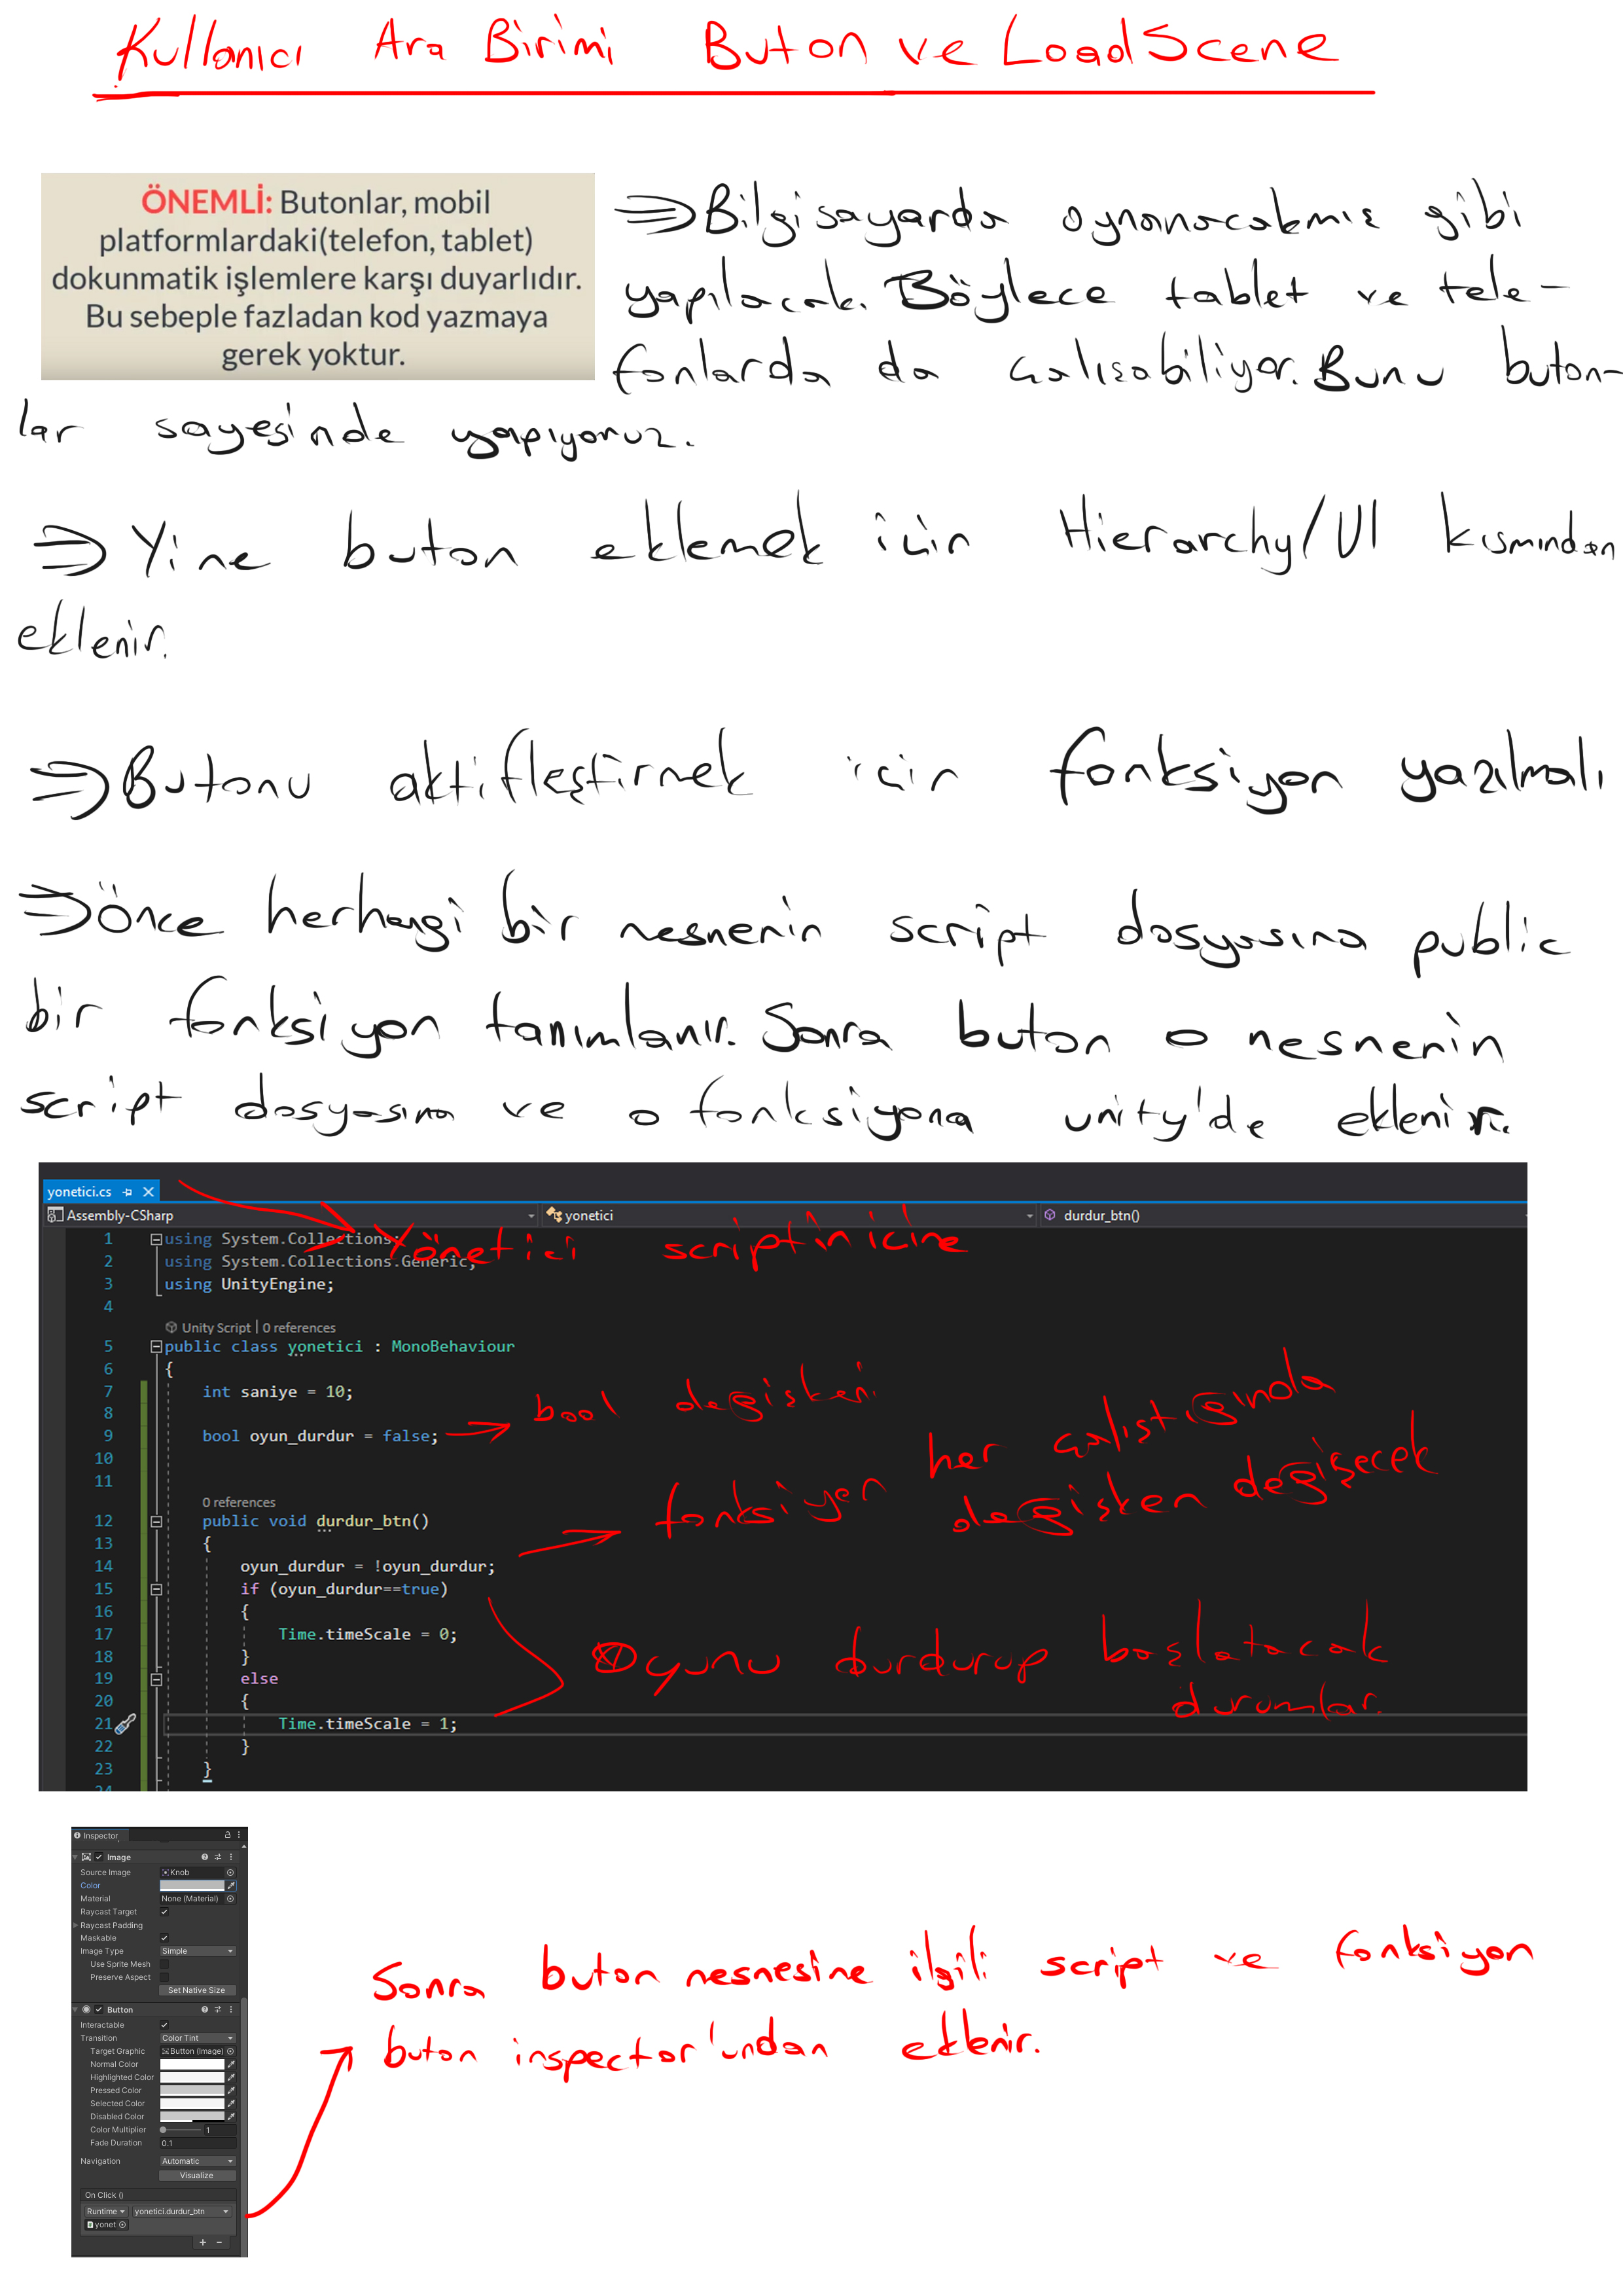 Kullanıcı Ara Birimi Buton ve LoadScene
ÖNEMLİ: Butonlar, mobil
platformlardaki(telefon, tablet)
dokunmatik işlemlere karşı duyarlıdır.
Bu sebeple fazladan kod yazmaya
gerek yoktur.
⇒ Bilgisayarda oynanacakmış gibi
yapılacak. Böylece tablet ve tele-
fonlarda da çalışabiliyor. Bunu buton-
lar sayesinde yapıyoruz.
⇒ Yine buton eklemek için Hierarchy/UI kısmından
eklenir.
⇒ Butonu aktifleştirmek için fonksiyon yazılmalı
⇒ Önce herhangi bir nesnenin script dosyasına public
bir fonksiyon tanımlanır. Sonra buton o nesnenin
script dosyasına ve o fonksiyona unity'de eklenir.
yonetici.cs
Assembly-CSharp yonetici durdur_btn()
1 using System.Collections;
Yönetici scriptin içine
2 using System.Collections.Generic;
3 using UnityEngine;
4
Unity Script | 0 references
5 public class yonetici : MonoBehaviour
6 {
7 int saniye = 10;
8
9 bool oyun_durdur = false; → bool değişkeni
10
11
0 references
12 public void durdur_btn()
13 {
→ fonksiyon her çalıştığında
değişken değişecek
14 oyun_durdur = !oyun_durdur;
15 if (oyun_durdur==true)
16 {
17 Time.timeScale = 0;
18 }
Oyunu durdurup başlatacak
durumlar.
19 else
20 {
21 Time.timeScale = 1;
22 }
23 }
24
Inspector
Image
Source Image Knob
Color
Material None (Material)
Raycast Target
Raycast Padding
Maskable
Image Type Simple
Use Sprite Mesh
Preserve Aspect
Set Native Size
Button
Interactable
Transition Color Tint
Target Graphic Button (Image)
Normal Color
Highlighted Color
Pressed Color
Selected Color
Disabled Color
Color Multiplier 1
Fade Duration 0.1
Navigation Automatic
Visualize
On Click ()
Runtime yonetici.durdur_btn
yonet
+ −
Sonra buton nesnesine ilgili script ve fonksiyon
buton inspector'undan eklenir.